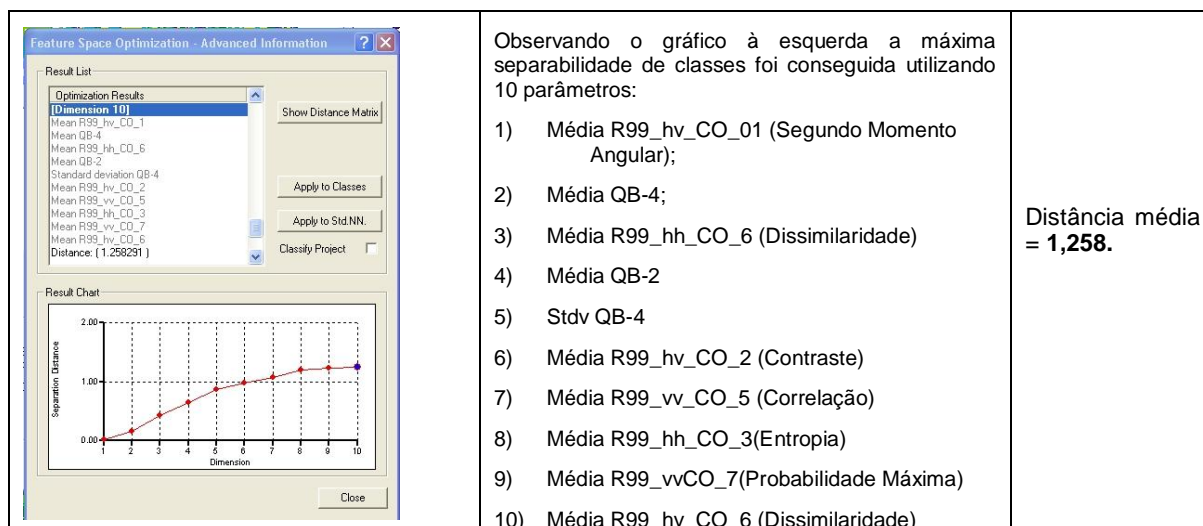 Feature Space Optimization - Advanced Information
Result List
Optimization Results
[Dimension 10]
Mean R99_hv_CO_1
Mean QB-4
Mean R99_hh_CO_6
Mean QB-2
Standard deviation QB-4
Mean R99_hv_CO_2
Mean R99_vv_CO_5
Mean R99_hh_CO_3
Mean R99_vv_CO_7
Mean R99_hv_CO_6
Distance: ( 1.258291 )
Show Distance Matrix
Apply to Classes
Apply to Std.NN.
Classify Project
Result Chart
2.00
1.00
0.00
Separation Distance
1 2 3 4 5 6 7 8 9 10
Dimension
Close
Observando o gráfico à esquerda a máxima
separabilidade de classes foi conseguida utilizando
10 parâmetros:
1) Média R99_hv_CO_01 (Segundo Momento
Angular);
2) Média QB-4;
3) Média R99_hh_CO_6 (Dissimilaridade)
4) Média QB-2
5) Stdv QB-4
6) Média R99_hv_CO_2 (Contraste)
7) Média R99_vv_CO_5 (Correlação)
8) Média R99_hh_CO_3(Entropia)
9) Média R99_vvCO_7(Probabilidade Máxima)
10) Média R99_hv_CO_6 (Dissimilaridade)
Distância média
= 1,258.